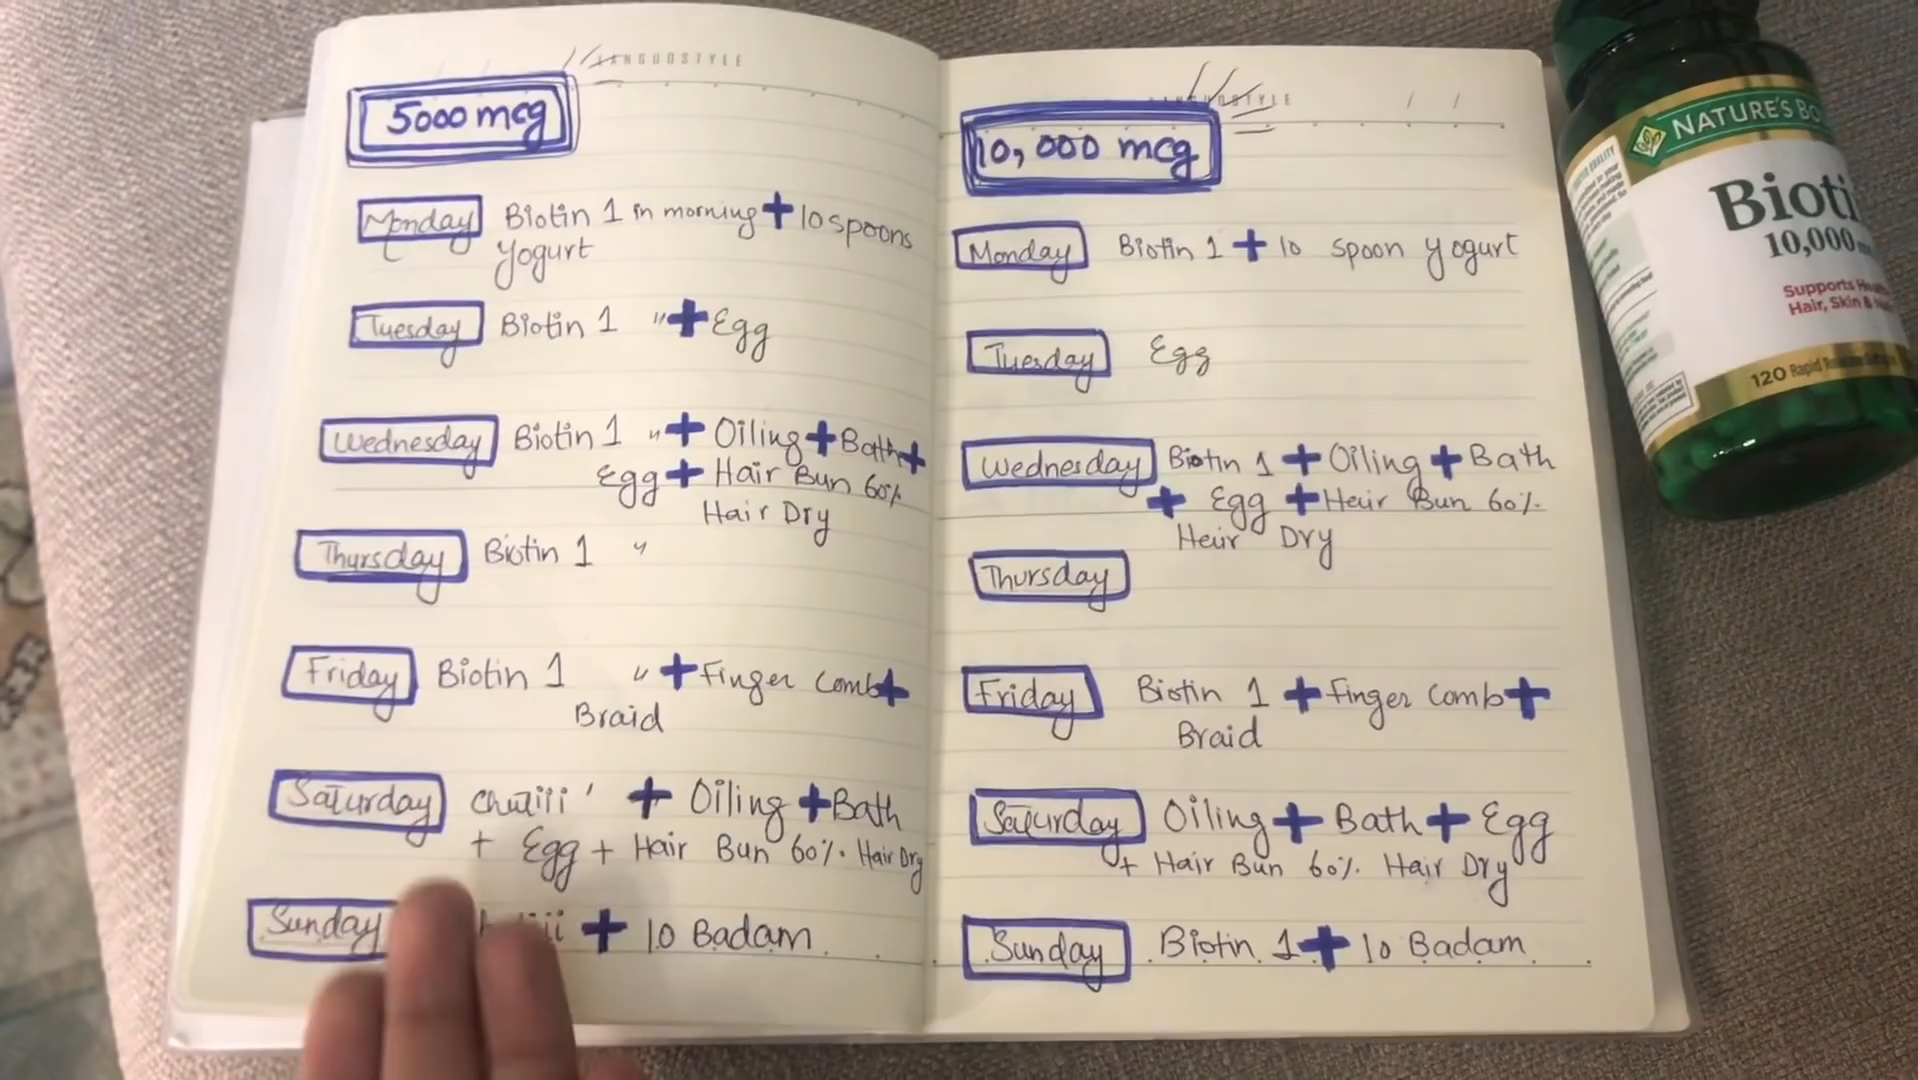 LANGUOSTYLE
5000 mcg
Monday Biotin 1 in morning + 10 spoons
Yogurt
Tuesday Biotin 1 " + Egg
Wednesday Biotin 1 " + Oiling + Bath +
Egg + Hair Bun 60%
Hair Dry
Thursday Biotin 1 "
Friday Biotin 1 " + Finger Comb +
Braid
Saturday chuttii + Oiling + Bath
+ Egg + Hair Bun 60%. Hair Dry
Sunday + 10 Badam
10,000 mcg
Monday Biotin 1 + 10 spoon Yogurt
Tuesday Egg
Wednesday Biotin 1 + Oiling + Bath
+ Egg + Heir Bun 60%.
Heir Dry
Thursday
Friday Biotin 1 + Finger Comb +
Braid
Saturday Oiling + Bath + Egg
+ Hair Bun 60%. Hair Dry
Sunday Biotin 1 + 10 Badam
NATURE'S
10,000
Supports
Hair, Skin &
120 Rapid